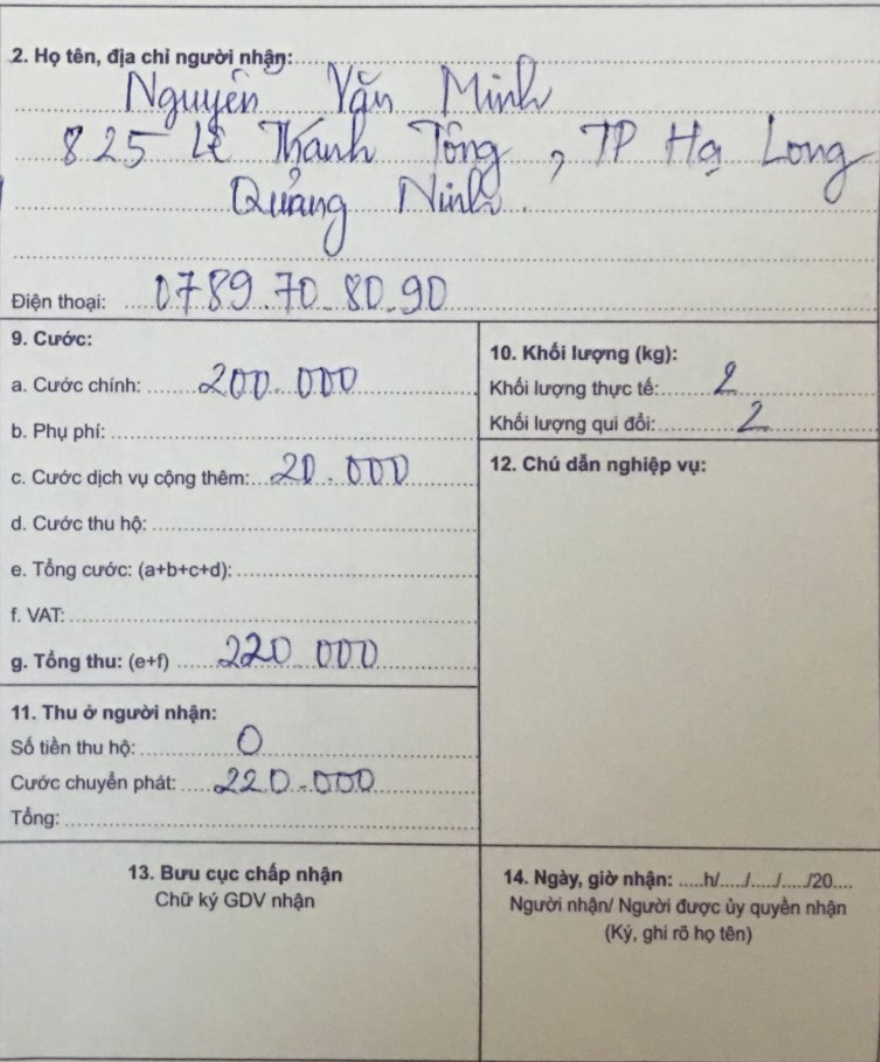 2. Họ tên, địa chỉ người nhận:
Nguyễn Văn Minh
825 Lê Thánh Tông, TP Hạ Long
Quảng Ninh.
Điện thoại: 0789.70.80.90
9. Cước:
a. Cước chính: 200.000
b. Phụ phí:
c. Cước dịch vụ cộng thêm: 20.000
d. Cước thu hộ:
e. Tổng cước: (a+b+c+d):
f. VAT:
g. Tổng thu: (e+f) 220.000
10. Khối lượng (kg):
Khối lượng thực tế: 2
Khối lượng qui đổi: 2
11. Thu ở người nhận:
Số tiền thu hộ: 0
Cước chuyển phát: 220.000
Tổng:
12. Chú dẫn nghiệp vụ:
13. Bưu cục chấp nhận
Chữ ký GDV nhận
14. Ngày, giờ nhận: .....h/...../...../...../20....
Người nhận/ Người được ủy quyền nhận
(Ký, ghi rõ họ tên)